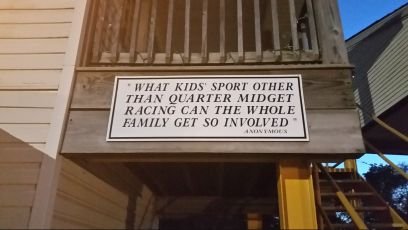 " WHAT KIDS' SPORT OTHER
THAN QUARTER MIDGET
RACING CAN THE WHOLE
FAMILY GET SO INVOLVED "
ANONYMOUS